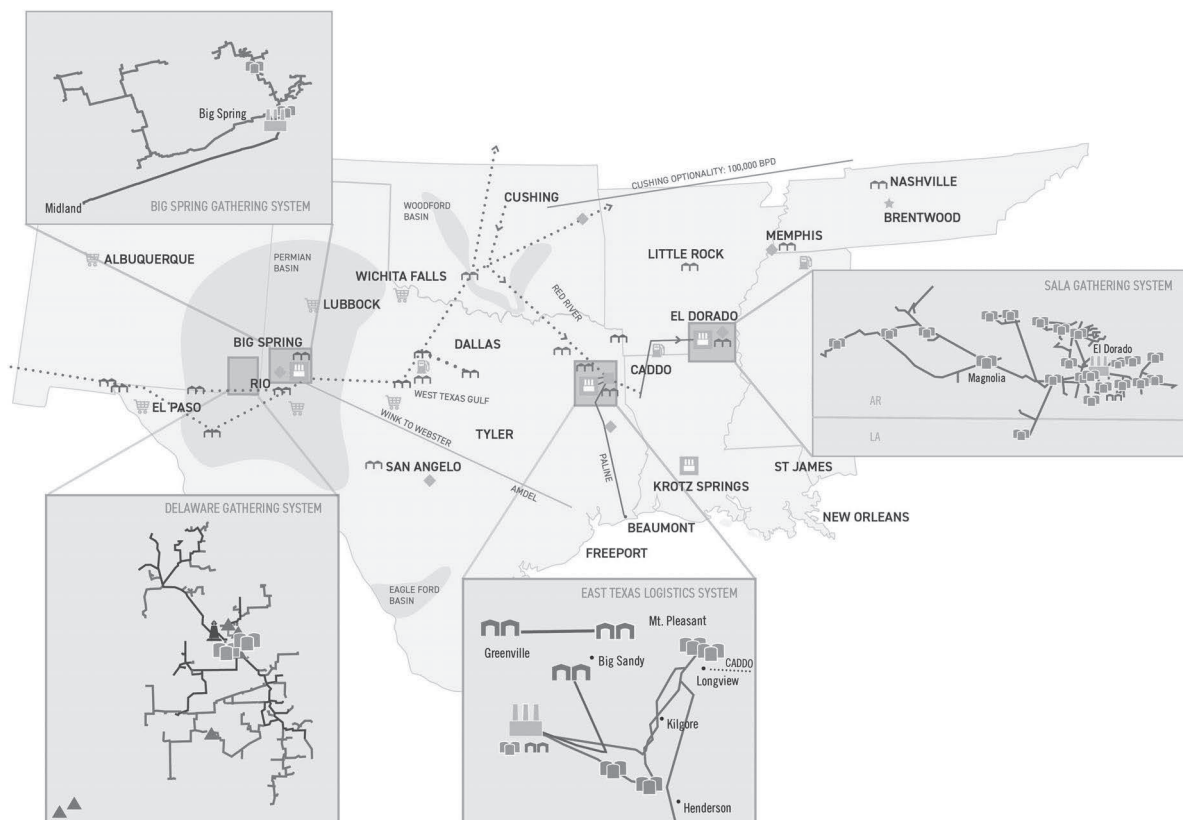 Big Spring
Midland
BIG SPRING GATHERING SYSTEM
CUSHING OPTIONALITY: 100,000 BPD
NASHVILLE
BRENTWOOD
WOODFORD
BASIN
CUSHING
MEMPHIS
ALBUQUERQUE
PERMIAN
BASIN
LITTLE ROCK
WICHITA FALLS
LUBBOCK
RED RIVER
EL DORADO
SALA GATHERING SYSTEM
El Dorado
Magnolia
AR
LA
BIG SPRING
DALLAS
CADDO
RIO
WEST TEXAS GULF
EL PASO
WINK TO WEBSTER
TYLER
PALINE
SAN ANGELO
AMDEL
ST JAMES
KROTZ SPRINGS
NEW ORLEANS
BEAUMONT
FREEPORT
EAGLE FORD
BASIN
DELAWARE GATHERING SYSTEM
EAST TEXAS LOGISTICS SYSTEM
Mt. Pleasant
Greenville
Big Sandy
CADDO
Longview
Kilgore
Henderson